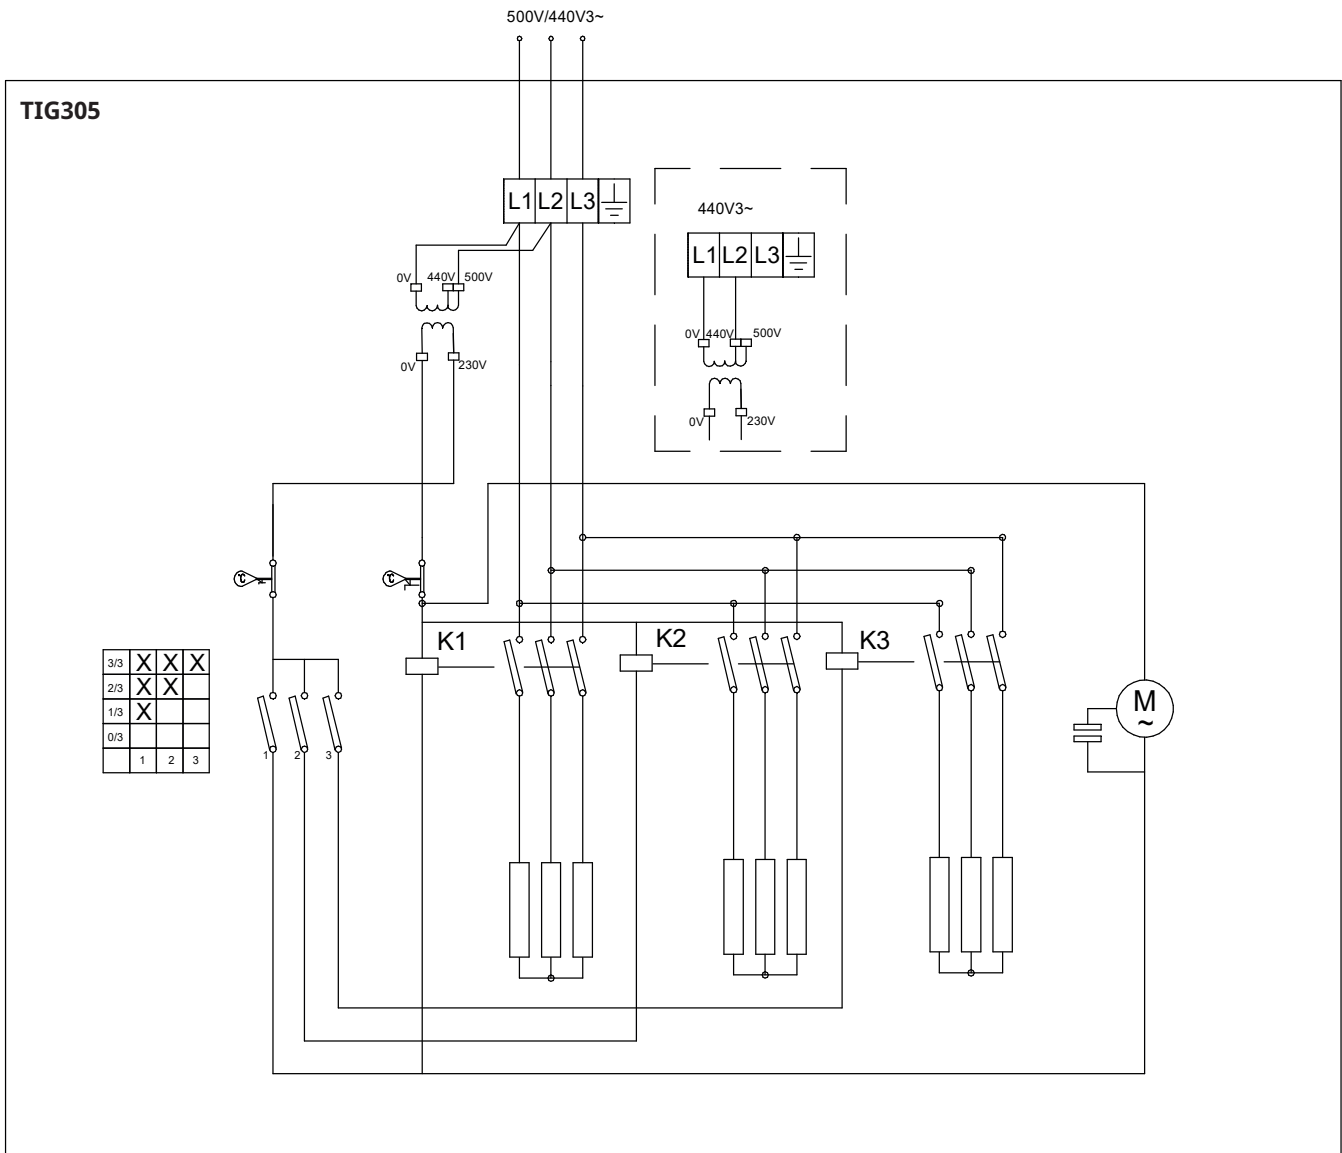 500V/440V3~
TIG305
L1 L2 L3
440V3~
L1 L2 L3
0V 440V 500V
0V 230V
0V 440V 500V
0V 230V
℃ ℃
K1 K2 K3
3/3 X X X
2/3 X X
1/3 X
0/3
1 2 3
1 2 3
M
~